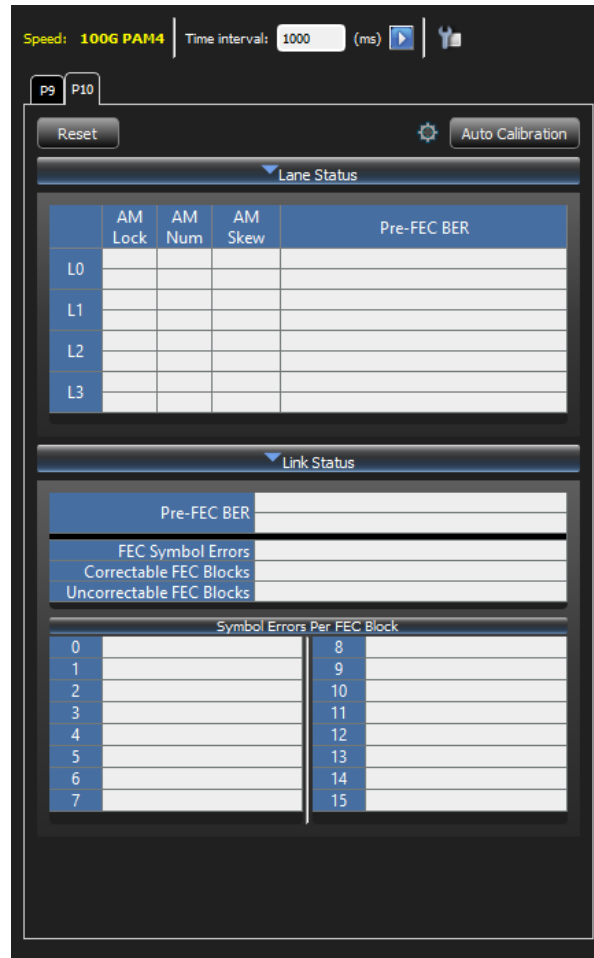 Speed: 100G PAM4 Time interval: 1000 (ms)
P9 P10
Reset Auto Calibration
Lane Status
AM Lock AM Num AM Skew Pre-FEC BER
L0
L1
L2
L3
Link Status
Pre-FEC BER
FEC Symbol Errors
Correctable FEC Blocks
Uncorrectable FEC Blocks
Symbol Errors Per FEC Block
0 8
1 9
2 10
3 11
4 12
5 13
6 14
7 15